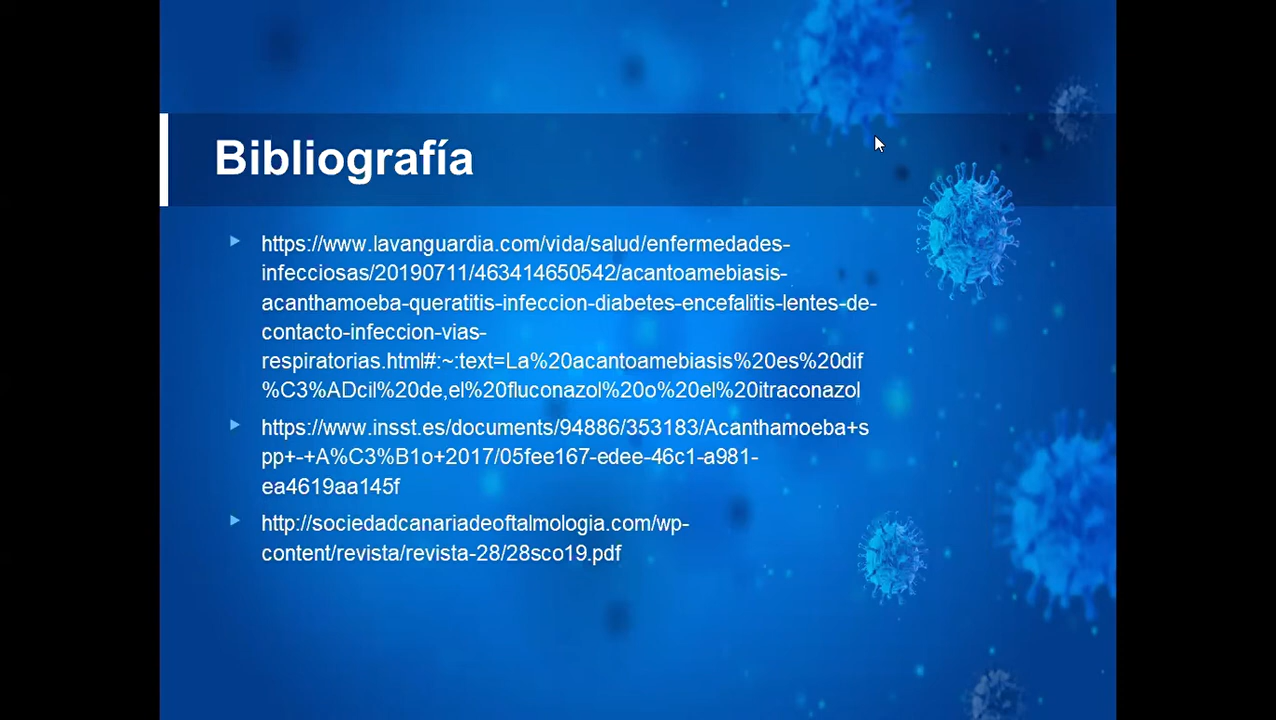 Bibliografía
https://www.lavanguardia.com/vida/salud/enfermedades-
infecciosas/20190711/463414650542/acantoamebiasis-
acanthamoeba-queratitis-infeccion-diabetes-encefalitis-lentes-de-
contacto-infeccion-vias-
respiratorias.html#:~:text=La%20acantoamebiasis%20es%20dif
%C3%ADcil%20de,el%20fluconazol%20o%20el%20itraconazol
https://www.insst.es/documents/94886/353183/Acanthamoeba+s
pp+-+A%C3%B1o+2017/05fee167-edee-46c1-a981-
ea4619aa145f
http://sociedadcanariadeoftalmologia.com/wp-
content/revista/revista-28/28sco19.pdf